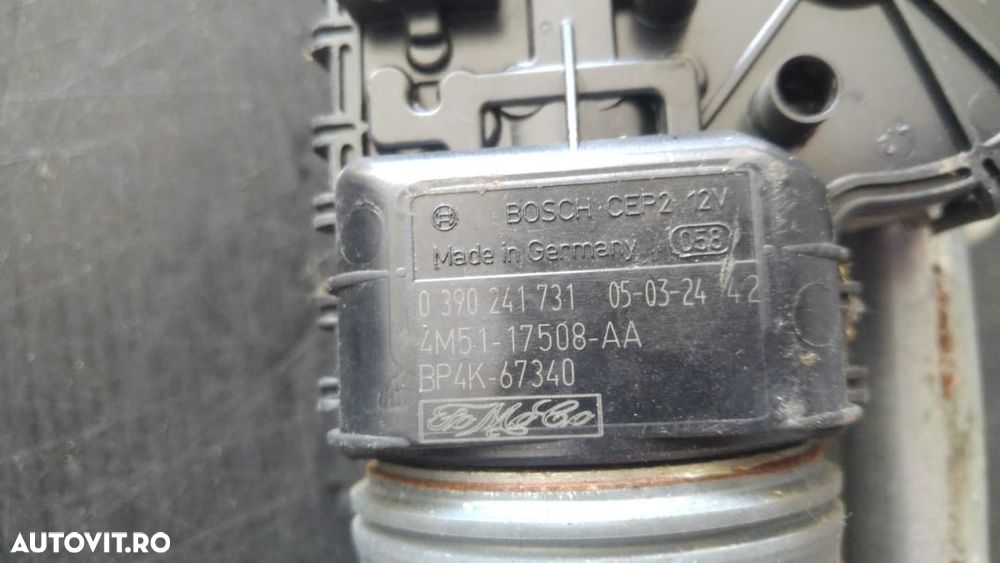 BOSCH CEP2 12V
Made in Germany 058
0 390 241 731 05-03-24 42
4M51-17508-AA
BP4K-67340
FoMoCo
AUTOVIT.RO